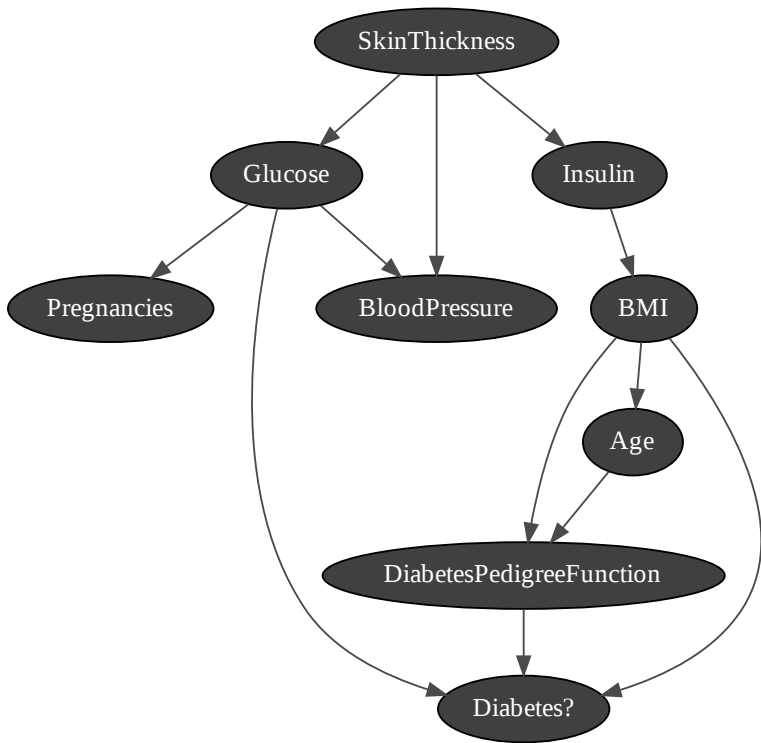 SkinThickness
Glucose
Insulin
Pregnancies
BloodPressure
BMI
Age
DiabetesPedigreeFunction
Diabetes?